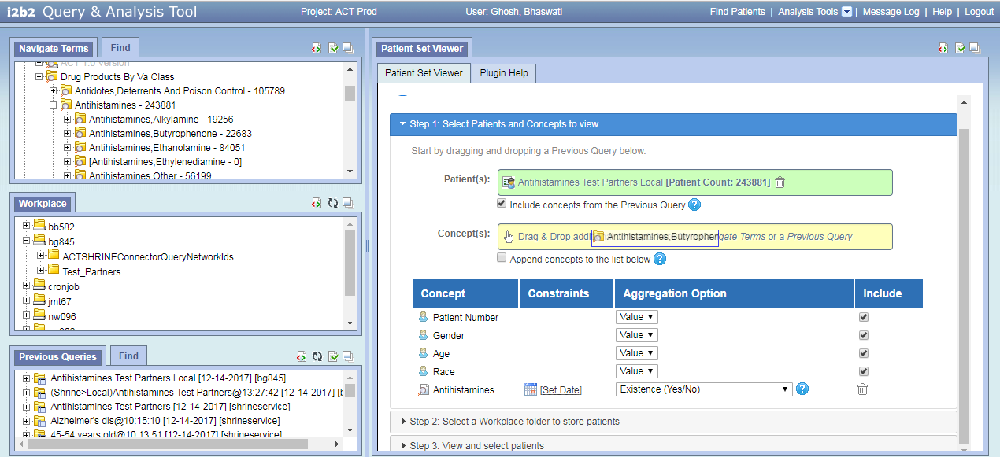 i2b2 Query & Analysis Tool
Project: ACT Prod
User: Ghosh, Bhaswati
Find Patients | Analysis Tools | Message Log | Help | Logout
Navigate Terms
Find
ACT 1.0 Version
Drug Products By Va Class
Antidotes,Deterrents And Poison Control - 105789
Antihistamines - 243881
Antihistamines,Alkylamine - 19256
Antihistamines,Butyrophenone - 22683
Antihistamines,Ethanolamine - 84051
[Antihistamines,Ethylenediamine - 0]
Antihistamines Other - 56199
Workplace
bb582
bg845
ACTSHRINEConnectorQueryNetworkIds
Test_Partners
cronjob
jmt67
nw096
Previous Queries
Find
Antihistamines Test Partners Local [12-14-2017] [bg845]
(Shrine>Local)Antihistamines Test Partners@13:27:42 [12-14-2017] [b
Antihistamines Test Partners [12-14-2017] [shrineservice]
Alzheimer's dis@10:15:10 [12-14-2017] [shrineservice]
45-54 years old@10:13:51 [12-14-2017] [shrineservice]
Patient Set Viewer
Patient Set Viewer
Plugin Help
Step 1: Select Patients and Concepts to view
Start by dragging and dropping a Previous Query below.
Patient(s):
Antihistamines Test Partners Local [Patient Count: 243881]
Include concepts from the Previous Query ?
Concept(s):
Drag & Drop addi Antihistamines,Butyrophen gate Terms or a Previous Query
Append concepts to the list below ?
Concept Constraints Aggregation Option Include
Patient Number Value
Gender Value
Age Value
Race Value
Antihistamines [Set Date] Existence (Yes/No) ?
Step 2: Select a Workplace folder to store patients
Step 3: View and select patients